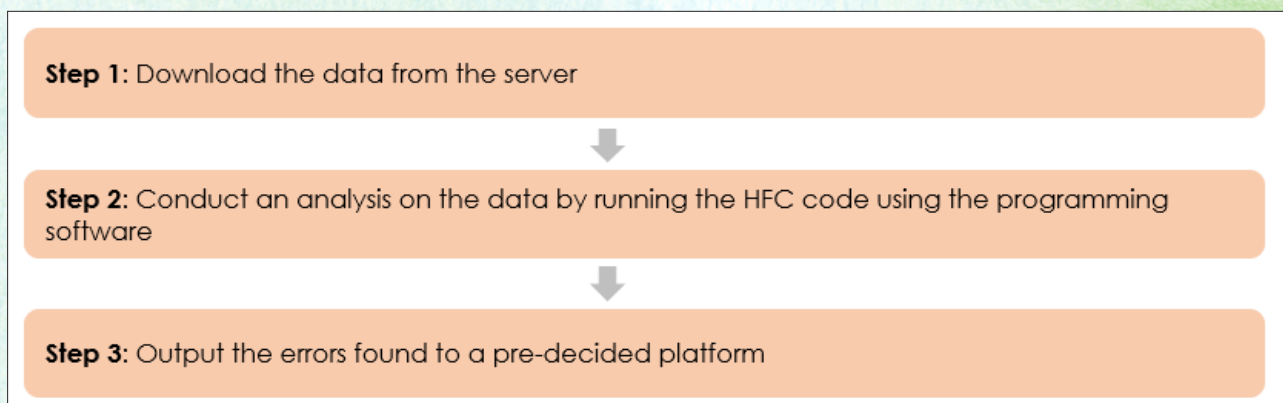 Step 1: Download the data from the server
Step 2: Conduct an analysis on the data by running the HFC code using the programming
software
Step 3: Output the errors found to a pre-decided platform